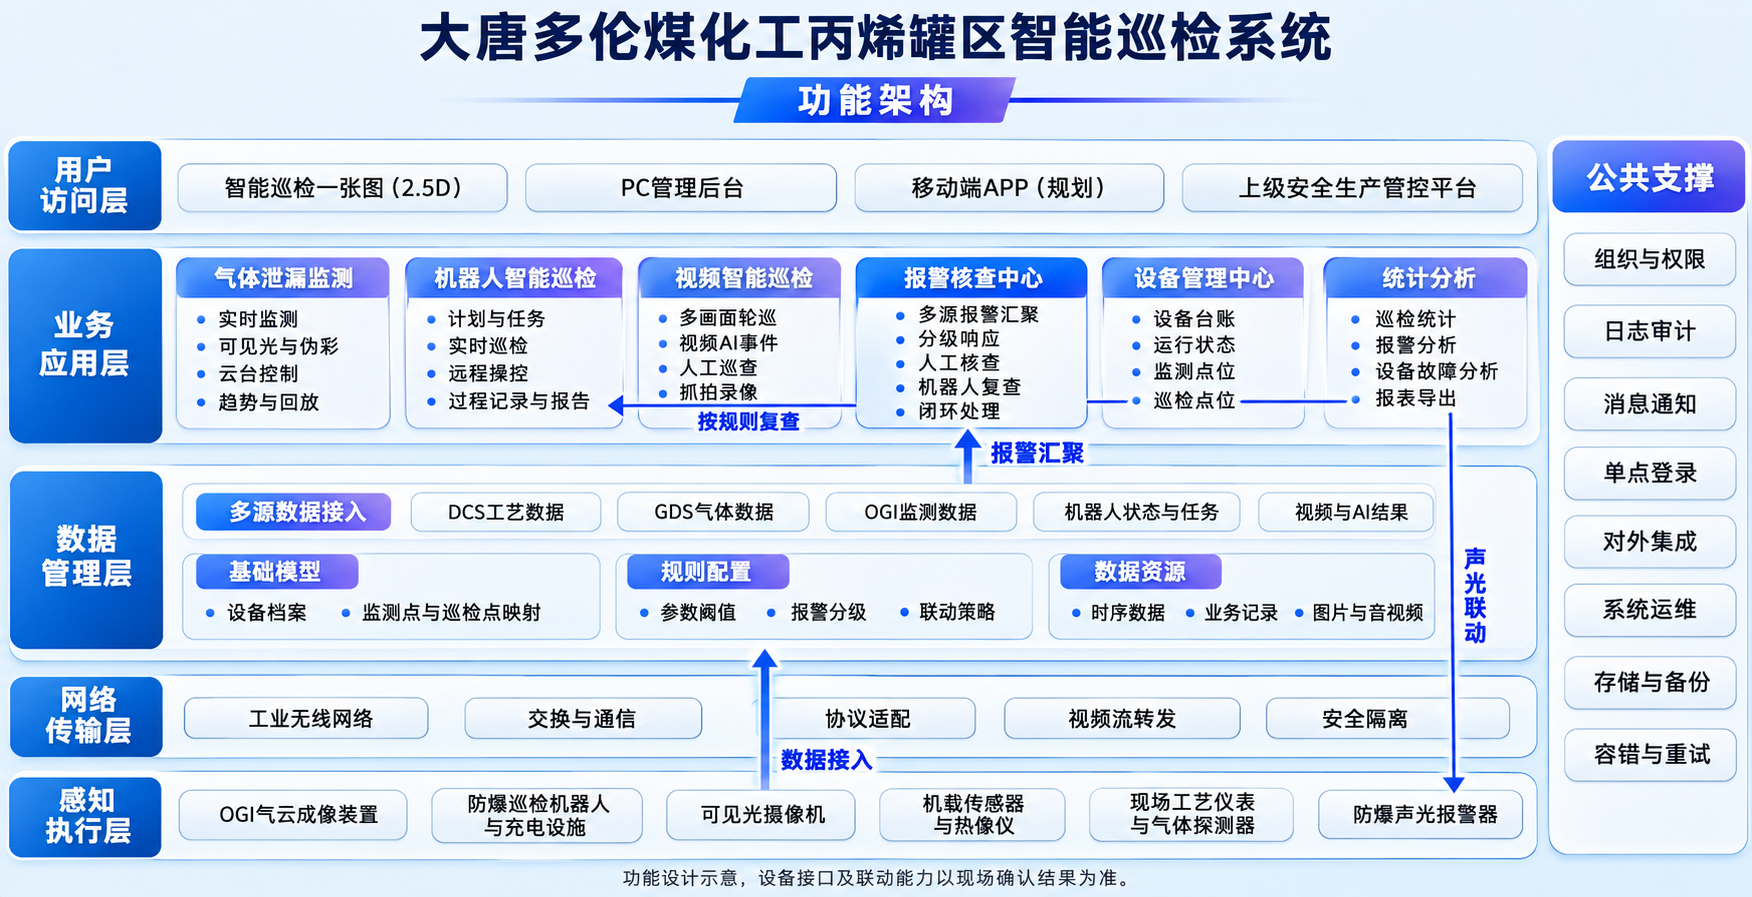 大唐多伦煤化工丙烯罐区智能巡检系统
功能架构
用户
访问层
智能巡检一张图（2.5D）
PC管理后台
移动端APP（规划）
上级安全生产管控平台
业务
应用层
气体泄漏监测
实时监测
可见光与伪彩
云台控制
趋势与回放
机器人智能巡检
计划与任务
实时巡检
远程操控
过程记录与报告
视频智能巡检
多画面轮巡
视频AI事件
人工巡查
抓拍录像
按规则复查
报警核查中心
多源报警汇聚
分级响应
人工核查
机器人复查
闭环处理
设备管理中心
设备台账
运行状态
监测点位
巡检点位
统计分析
巡检统计
报警分析
设备故障分析
报表导出
报警汇聚
数据
管理层
多源数据接入
DCS工艺数据
GDS气体数据
OGI监测数据
机器人状态与任务
视频与AI结果
基础模型
设备档案
监测点与巡检点映射
规则配置
参数阈值
报警分级
联动策略
数据资源
时序数据
业务记录
图片与音视频
声光联动
网络
传输层
工业无线网络
交换与通信
协议适配
视频流转发
安全隔离
数据接入
感知
执行层
OGI气云成像装置
防爆巡检机器人
与充电设施
可见光摄像机
机载传感器
与热像仪
现场工艺仪表
与气体探测器
防爆声光报警器
公共支撑
组织与权限
日志审计
消息通知
单点登录
对外集成
系统运维
存储与备份
容错与重试
功能设计示意，设备接口及联动能力以现场确认结果为准。